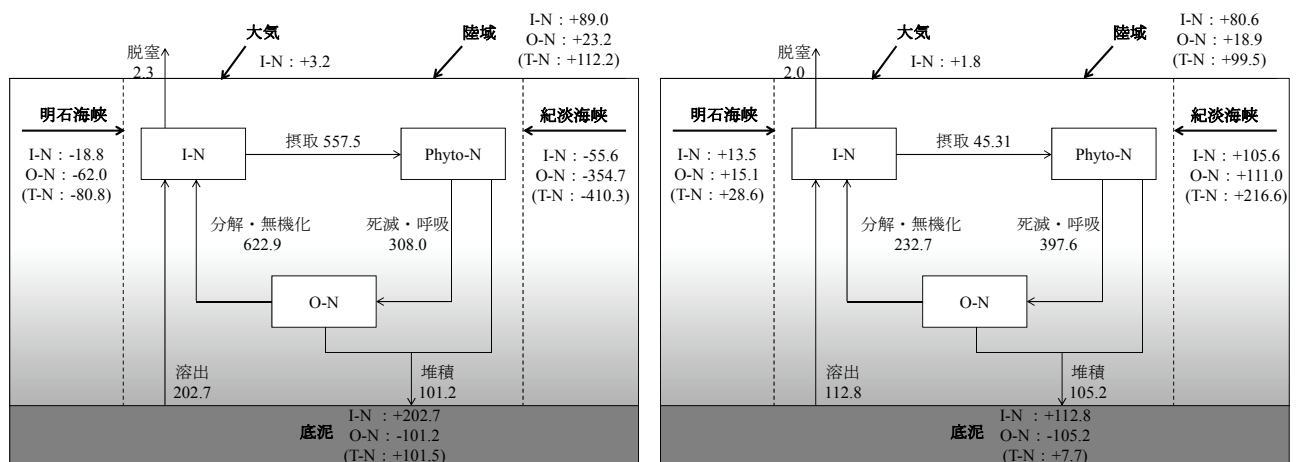 大気
I-N：+3.2
陸域
I-N：+89.0
O-N：+23.2
(T-N：+112.2)
脱窒
2.3
明石海峡
I-N：-18.8
O-N：-62.0
(T-N：-80.8)
紀淡海峡
I-N：-55.6
O-N：-354.7
(T-N：-410.3)
I-N
摂取 557.5
Phyto-N
分解・無機化
622.9
死滅・呼吸
308.0
O-N
溶出
202.7
堆積
101.2
底泥
I-N ：+202.7
O-N：-101.2
(T-N：+101.5)
大気
I-N：+1.8
陸域
I-N：+80.6
O-N：+18.9
(T-N：+99.5)
脱窒
2.0
明石海峡
I-N：+13.5
O-N：+15.1
(T-N：+28.6)
紀淡海峡
I-N：+105.6
O-N：+111.0
(T-N：+216.6)
I-N
摂取 45.31
Phyto-N
分解・無機化
232.7
死滅・呼吸
397.6
O-N
溶出
112.8
堆積
105.2
底泥
I-N：+112.8
O-N：-105.2
(T-N：+7.7)